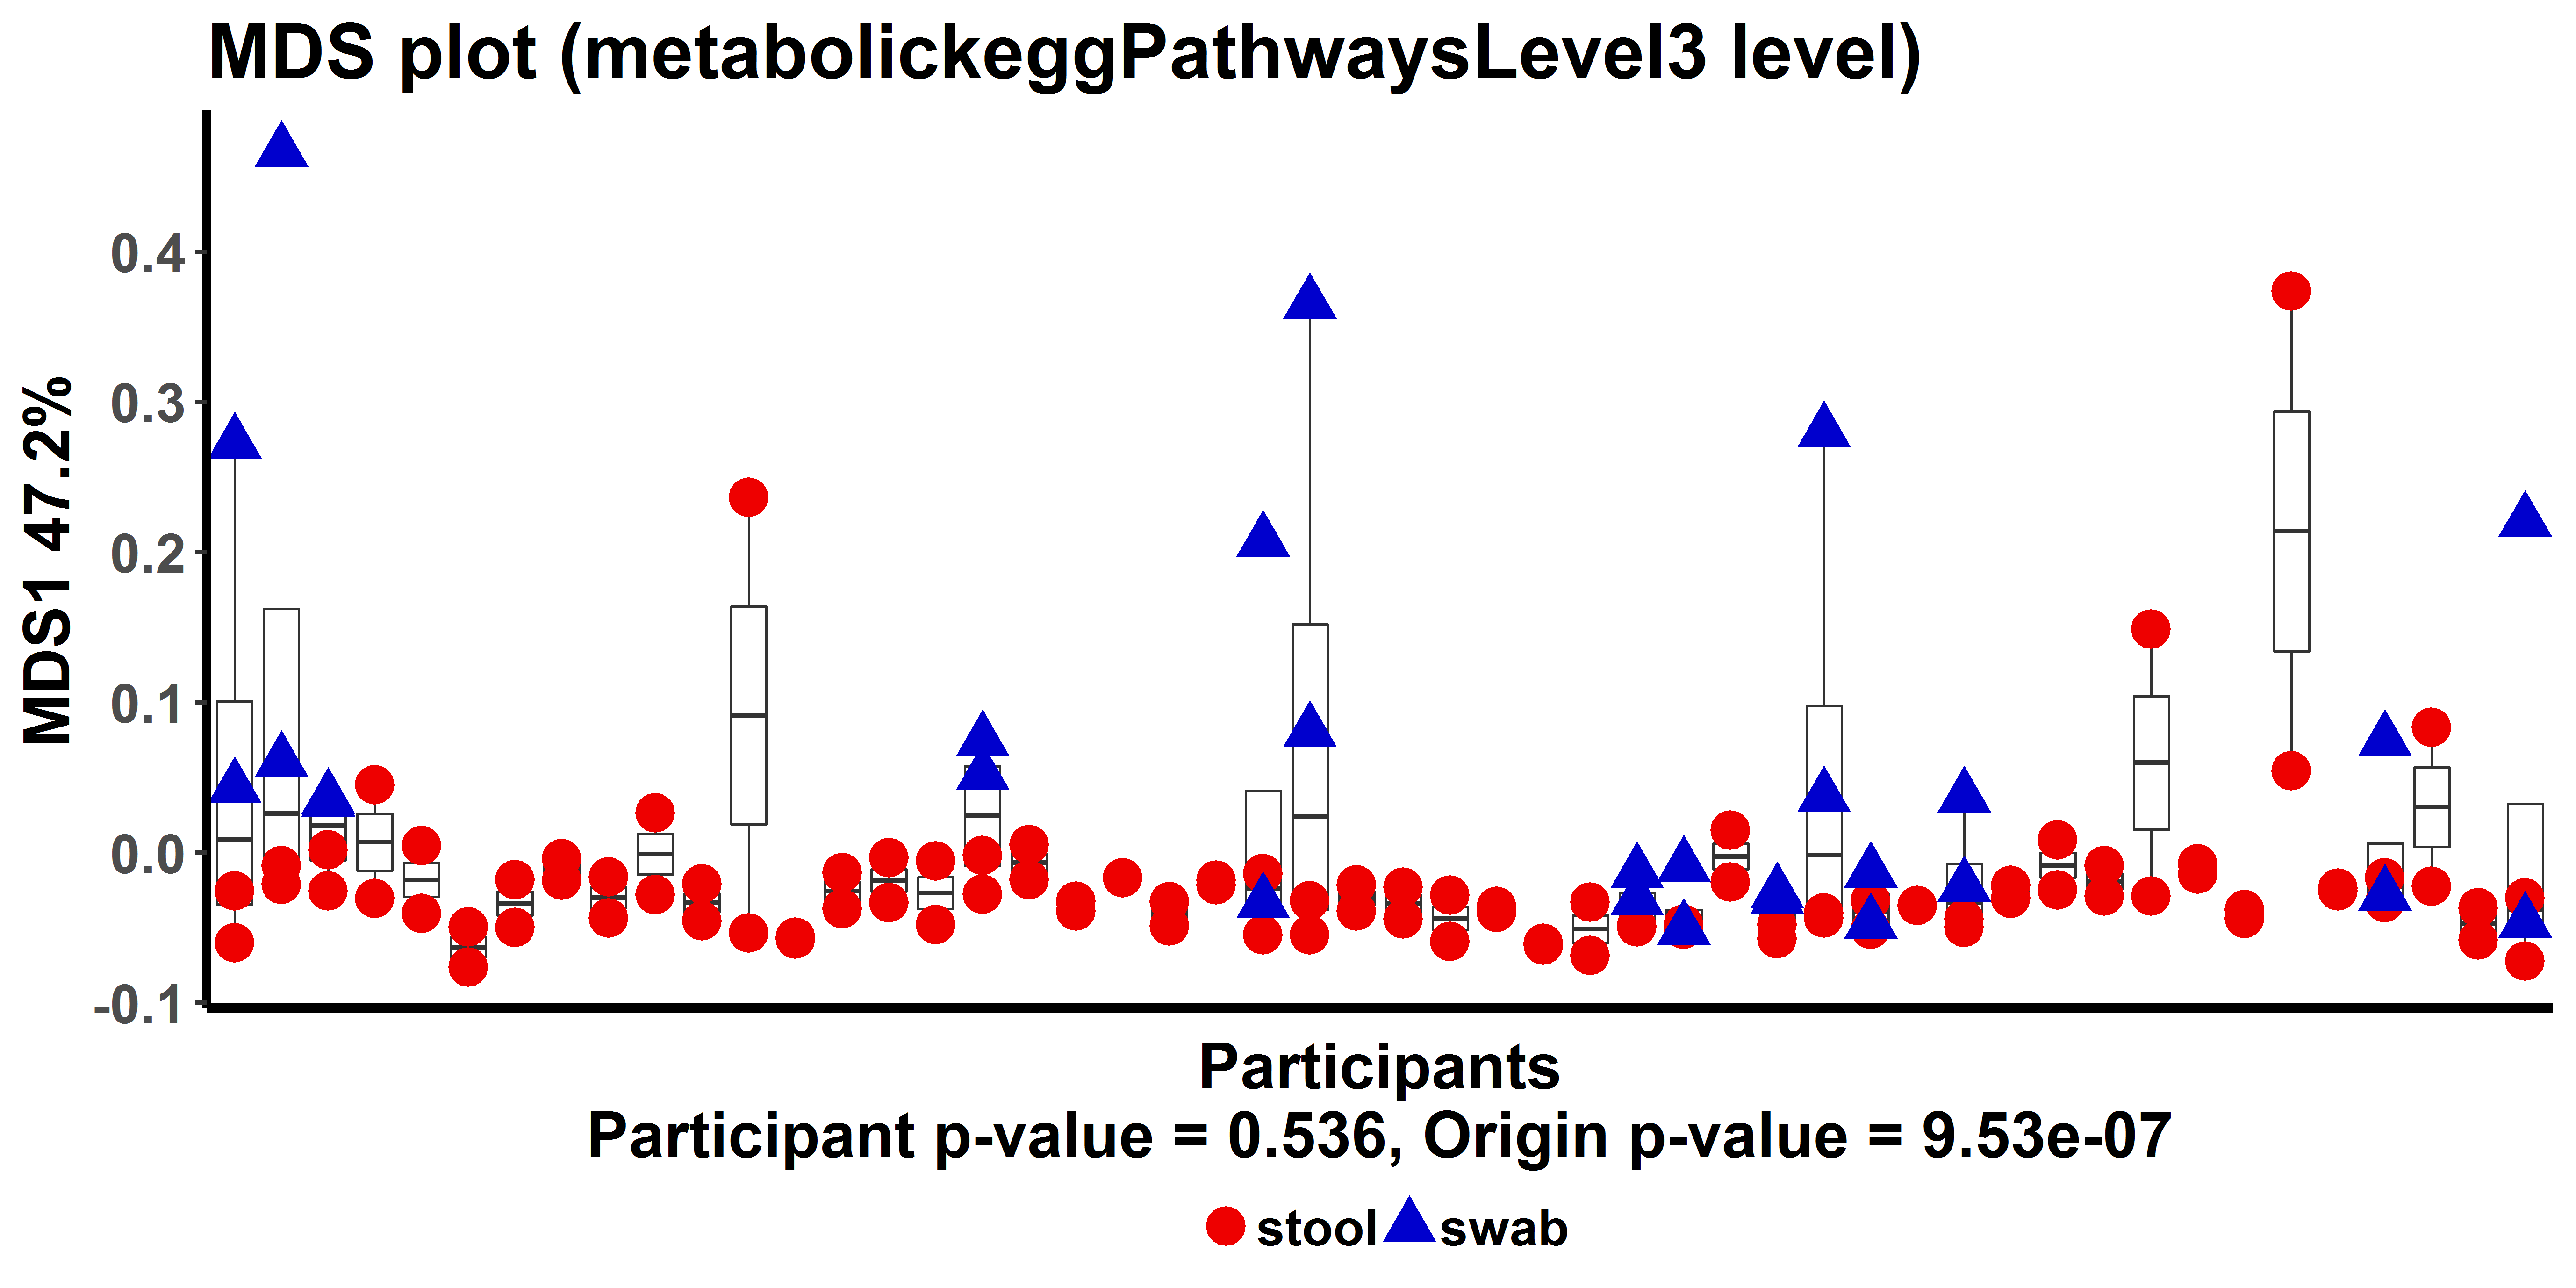 MDS plot (metabolickeggPathwaysLevel3 level)
MDS1 47.2%
0.4
0.3
0.2
0.1
0.0
-0.1
Participants
Participant p-value = 0.536, Origin p-value = 9.53e-07
stool swab